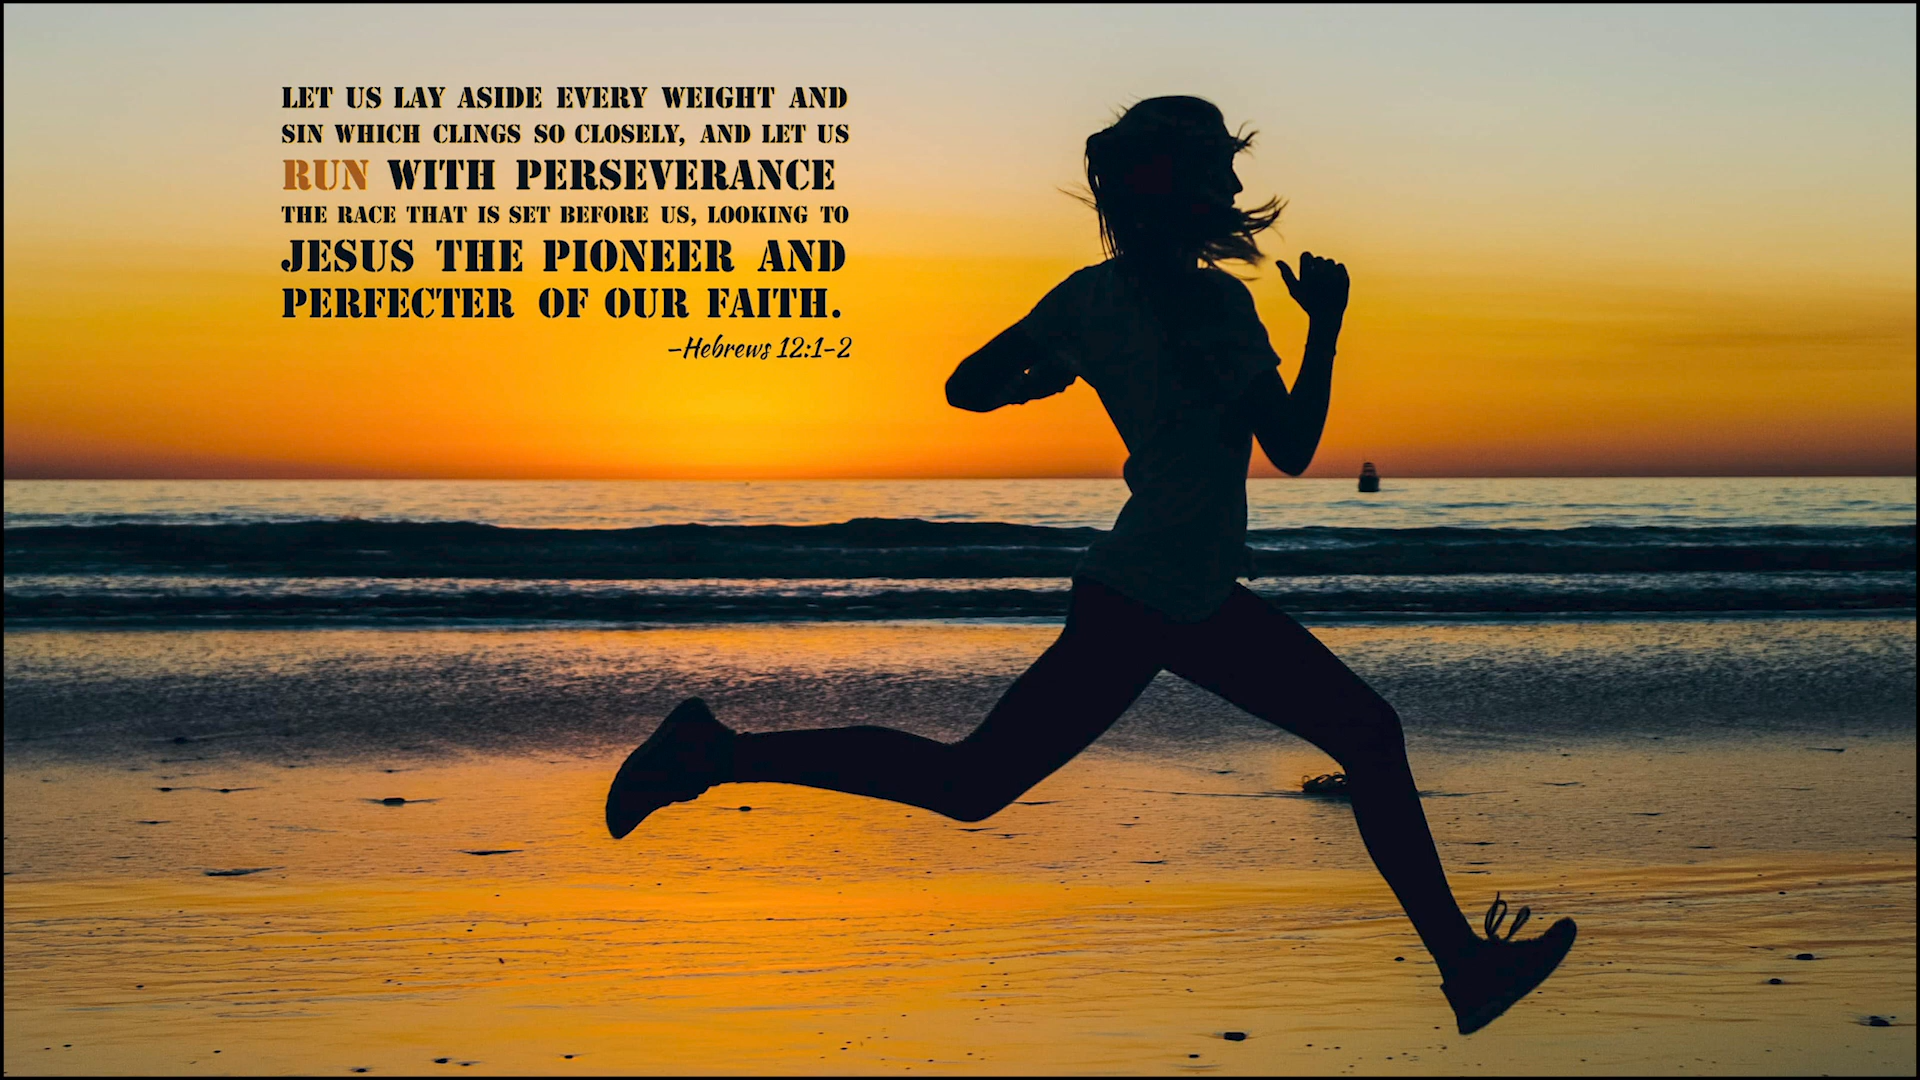 LET US LAY ASIDE EVERY WEIGHT AND
SIN WHICH CLINGS SO CLOSELY, AND LET US
RUN WITH PERSEVERANCE
THE RACE THAT IS SET BEFORE US, LOOKING TO
JESUS THE PIONEER AND
PERFECTER OF OUR FAITH.
–Hebrews 12:1-2